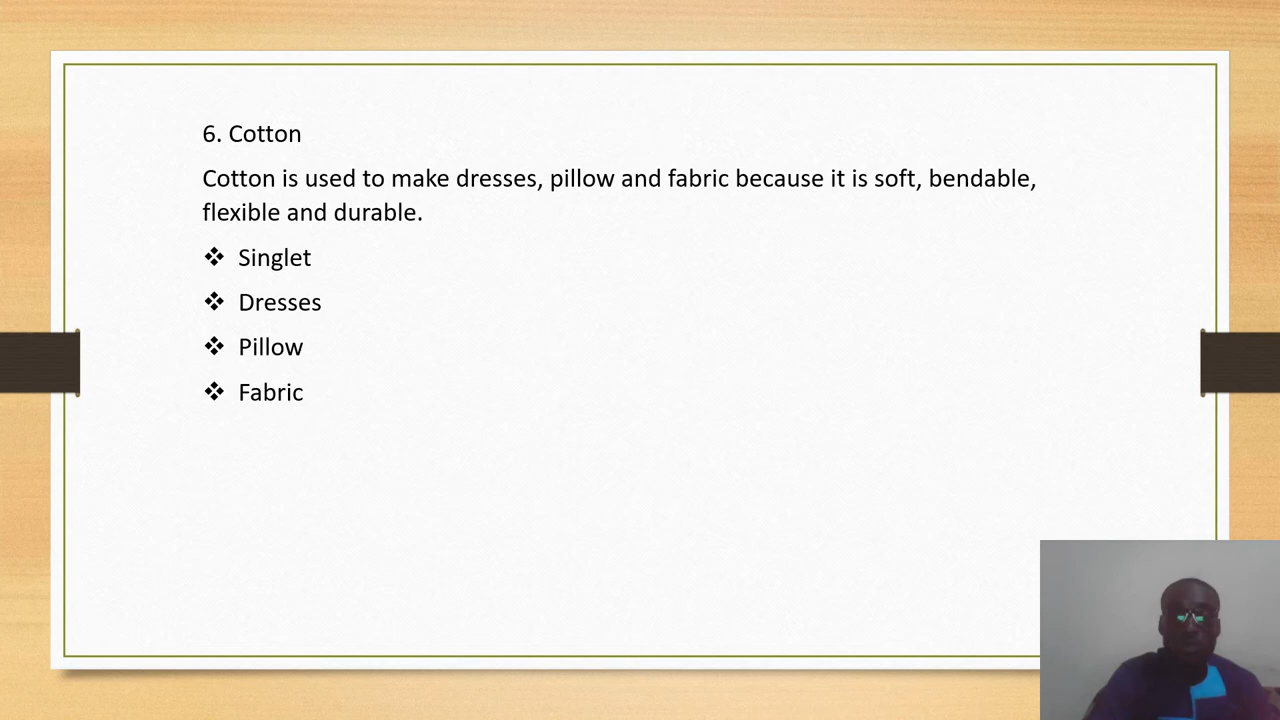 6. Cotton
Cotton is used to make dresses, pillow and fabric because it is soft, bendable,
flexible and durable.
❖ Singlet
❖ Dresses
❖ Pillow
❖ Fabric